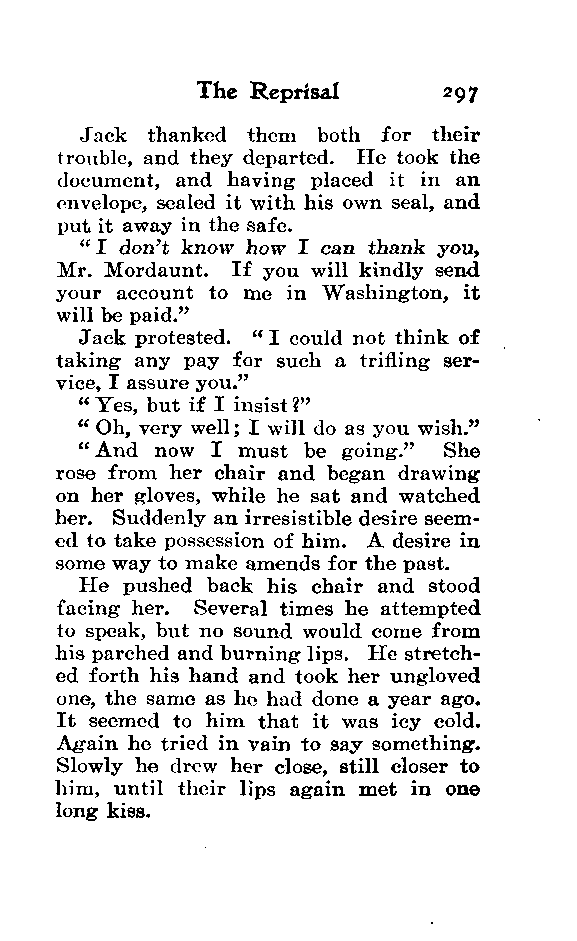 The Reprisal 297
Jack thanked them both for their
trouble, and they departed. He took the
document, and having placed it in an
envelope, sealed it with his own seal, and
put it away in the safe.
"I don't know how I can thank you,
Mr. Mordaunt. If you will kindly send
your account to me in Washington, it
will be paid."
Jack protested. "I could not think of
taking any pay for such a trifling ser-
vice, I assure you."
"Yes, but if I insist?"
"Oh, very well; I will do as you wish."
"And now I must be going." She
rose from her chair and began drawing
on her gloves, while he sat and watched
her. Suddenly an irresistible desire seem-
ed to take possession of him. A desire in
some way to make amends for the past.
He pushed back his chair and stood
facing her. Several times he attempted
to speak, but no sound would come from
his parched and burning lips. He stretch-
ed forth his hand and took her ungloved
one, the same as he had done a year ago.
It seemed to him that it was icy cold.
Again he tried in vain to say something.
Slowly he drew her close, still closer to
him, until their lips again met in one
long kiss.